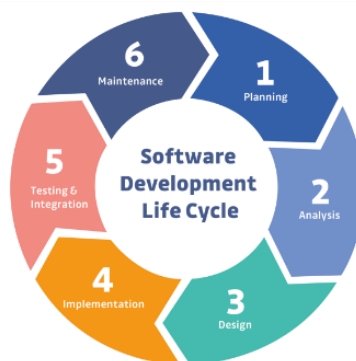 6
Maintenance
1
Planning
Software
Development
Life Cycle
2
Analysis
5
Testing &
Integration
4
Implementation
3
Design